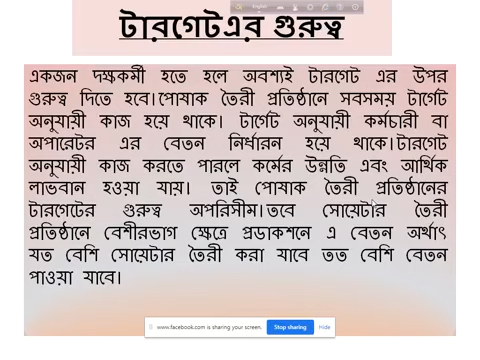 English
টারগেটএর গুরুত্ব
একজন দক্ষকর্মী হতে হলে অবশ্যই টারগেট এর উপর
গুরুত্ব দিতে হবে।পোষাক তৈরী প্রতিষ্ঠানে সবসময় টার্গেট
অনুযায়ী কাজ হয়ে থাকে। টার্গেট অনুযায়ী কর্মচারী বা
অপারেটর এর বেতন নির্ধারন হয়ে থাকে।টারগেট
অনুযায়ী কাজ করতে পারলে কর্মের উন্নতি এবং আর্থিক
লাভবান হওয়া যায়। তাই পোষাক তৈরী প্রতিষ্ঠানের
টারগেটের গুরুত্ব অপরিসীম।তবে সোয়েটার তৈরী
প্রতিষ্ঠানে বেশীরভাগ ক্ষেত্রে প্রডাকশনে এ বেতন অর্থাৎ
যত বেশি সোয়েটার তৈরী করা যাবে তত বেশি বেতন
পাওয়া যাবে।
www.facebook.com is sharing your screen. Stop sharing Hide